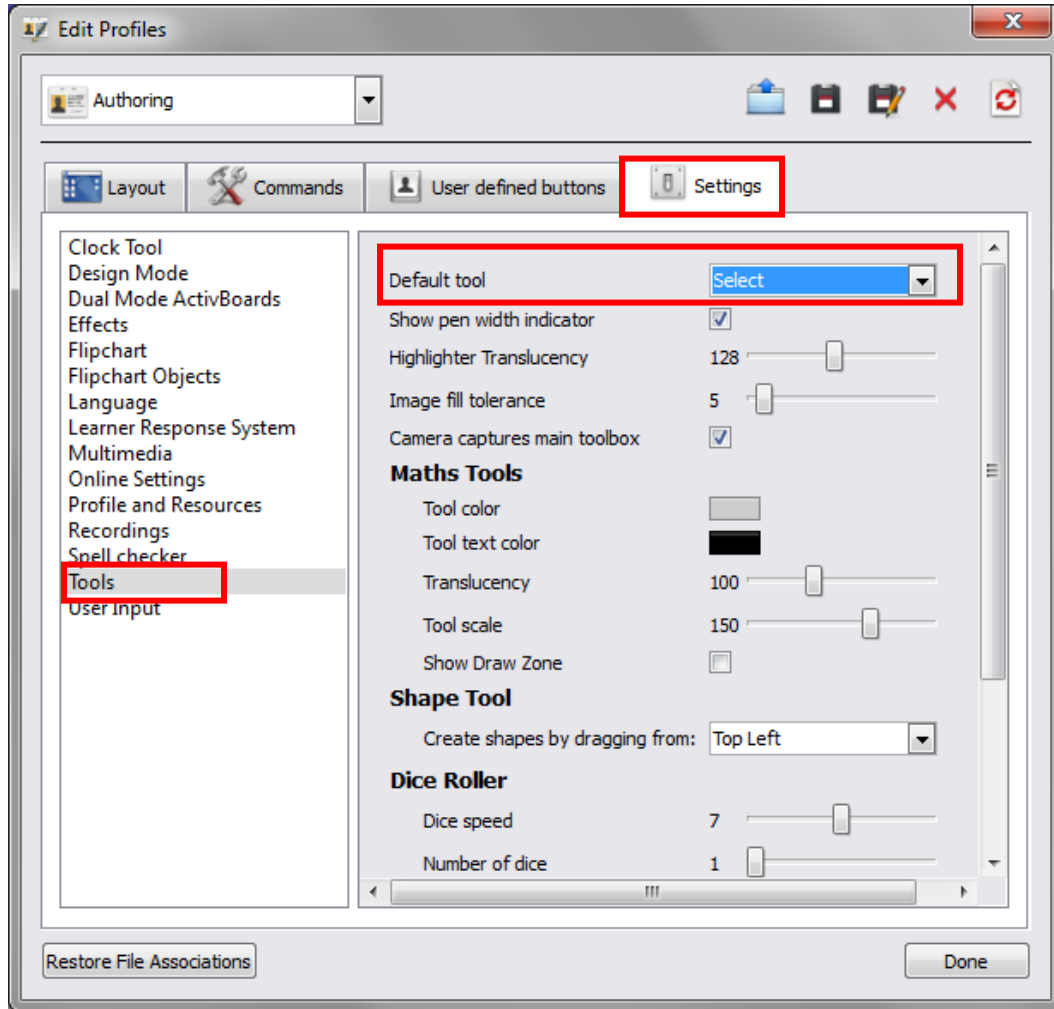 Edit Profiles
Authoring
Layout
Commands
User defined buttons
Settings
Clock Tool
Design Mode
Dual Mode ActivBoards
Effects
Flipchart
Flipchart Objects
Language
Learner Response System
Multimedia
Online Settings
Profile and Resources
Recordings
Spell checker
Tools
User Input
Default tool Select
Show pen width indicator
Highlighter Translucency 128
Image fill tolerance 5
Camera captures main toolbox
Maths Tools
Tool color
Tool text color
Translucency 100
Tool scale 150
Show Draw Zone
Shape Tool
Create shapes by dragging from: Top Left
Dice Roller
Dice speed 7
Number of dice 1
Restore File Associations
Done